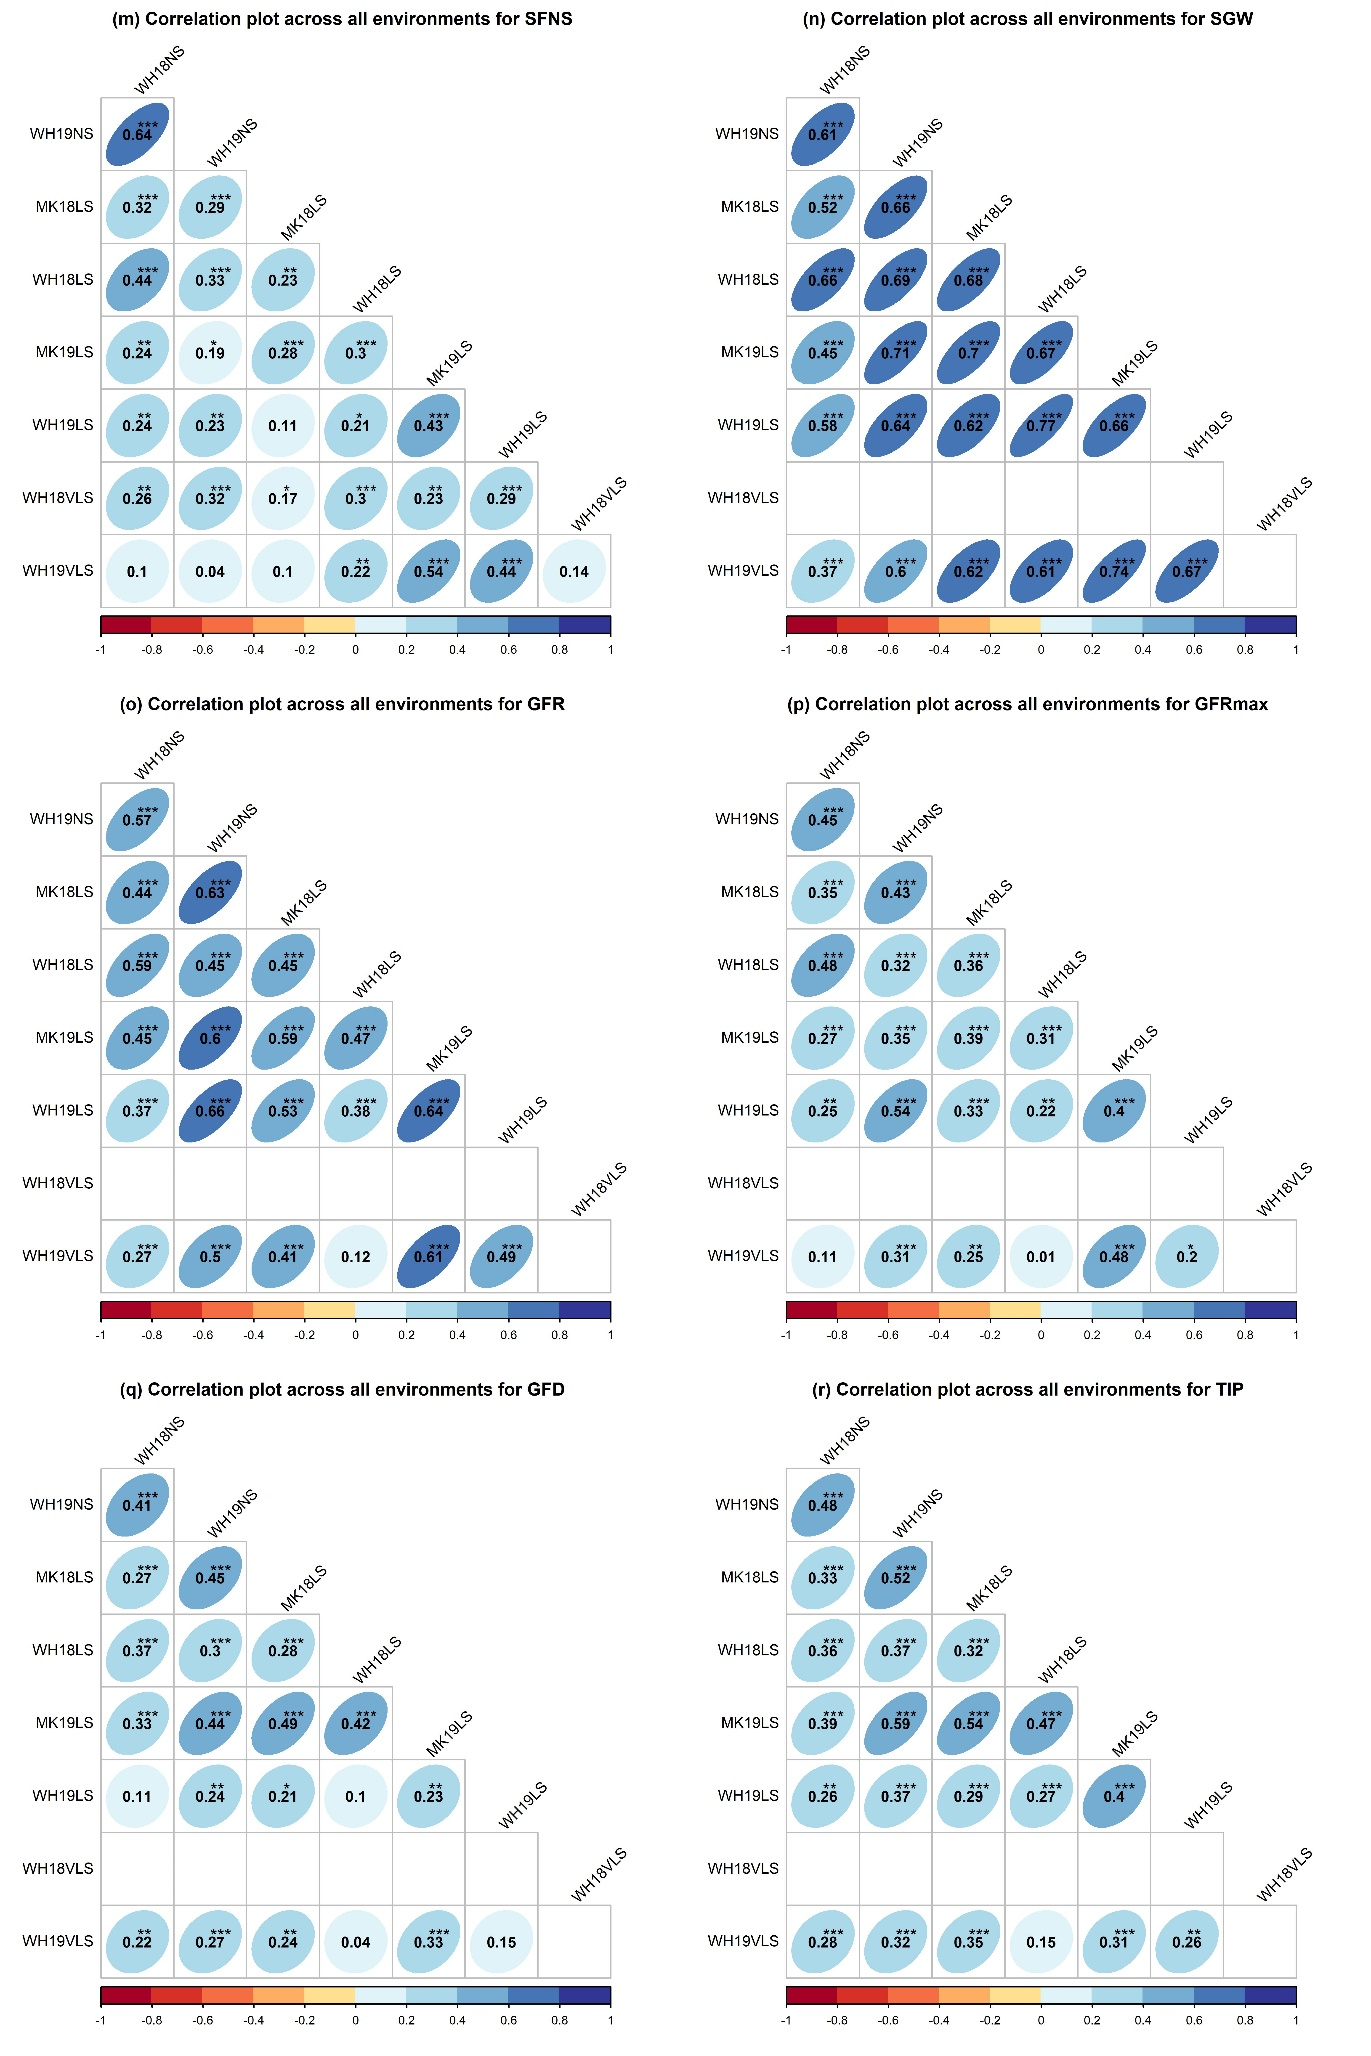 (m) Correlation plot across all environments for SFNS
WH18NS
WH19NS 0.64***
WH19NS
MK18LS 0.32*** 0.29***
MK18LS
WH18LS 0.44*** 0.33*** 0.23**
WH18LS
MK19LS 0.24** 0.19* 0.28*** 0.3***
MK19LS
WH19LS 0.24** 0.23** 0.11 0.21* 0.43***
WH19LS
WH18VLS 0.26** 0.32*** 0.17* 0.3*** 0.23** 0.29***
WH18VLS
WH19VLS 0.1 0.04 0.1 0.22** 0.54*** 0.44*** 0.14
-1 -0.8 -0.6 -0.4 -0.2 0 0.2 0.4 0.6 0.8 1
(n) Correlation plot across all environments for SGW
WH18NS
WH19NS 0.61***
WH19NS
MK18LS 0.52*** 0.66***
MK18LS
WH18LS 0.66*** 0.69*** 0.68***
WH18LS
MK19LS 0.45*** 0.71*** 0.7*** 0.67***
MK19LS
WH19LS 0.58*** 0.64*** 0.62*** 0.77*** 0.66***
WH19LS
WH18VLS
WH18VLS
WH19VLS 0.37*** 0.6*** 0.62*** 0.61*** 0.74*** 0.67***
-1 -0.8 -0.6 -0.4 -0.2 0 0.2 0.4 0.6 0.8 1
(o) Correlation plot across all environments for GFR
WH18NS
WH19NS 0.57***
WH19NS
MK18LS 0.44*** 0.63***
MK18LS
WH18LS 0.59*** 0.45*** 0.45***
WH18LS
MK19LS 0.45*** 0.6*** 0.59*** 0.47***
MK19LS
WH19LS 0.37*** 0.66*** 0.53*** 0.38*** 0.64***
WH19LS
WH18VLS
WH18VLS
WH19VLS 0.27*** 0.5*** 0.41*** 0.12 0.61*** 0.49***
-1 -0.8 -0.6 -0.4 -0.2 0 0.2 0.4 0.6 0.8 1
(p) Correlation plot across all environments for GFRmax
WH18NS
WH19NS 0.45***
WH19NS
MK18LS 0.35*** 0.43***
MK18LS
WH18LS 0.48*** 0.32*** 0.36***
WH18LS
MK19LS 0.27*** 0.35*** 0.39*** 0.31***
MK19LS
WH19LS 0.25** 0.54*** 0.33*** 0.22** 0.4***
WH19LS
WH18VLS
WH18VLS
WH19VLS 0.11 0.31*** 0.25** 0.01 0.48*** 0.2*
-1 -0.8 -0.6 -0.4 -0.2 0 0.2 0.4 0.6 0.8 1
(q) Correlation plot across all environments for GFD
WH18NS
WH19NS 0.41***
WH19NS
MK18LS 0.27*** 0.45***
MK18LS
WH18LS 0.37*** 0.3*** 0.28***
WH18LS
MK19LS 0.33*** 0.44*** 0.49*** 0.42***
MK19LS
WH19LS 0.11 0.24** 0.21* 0.1 0.23**
WH19LS
WH18VLS
WH18VLS
WH19VLS 0.22** 0.27*** 0.24** 0.04 0.33*** 0.15
-1 -0.8 -0.6 -0.4 -0.2 0 0.2 0.4 0.6 0.8 1
(r) Correlation plot across all environments for TIP
WH18NS
WH19NS 0.48***
WH19NS
MK18LS 0.33*** 0.52***
MK18LS
WH18LS 0.36*** 0.37*** 0.32***
WH18LS
MK19LS 0.39*** 0.59*** 0.54*** 0.47***
MK19LS
WH19LS 0.26** 0.37*** 0.29*** 0.27*** 0.4***
WH19LS
WH18VLS
WH18VLS
WH19VLS 0.28*** 0.32*** 0.35*** 0.15 0.31*** 0.26**
-1 -0.8 -0.6 -0.4 -0.2 0 0.2 0.4 0.6 0.8 1